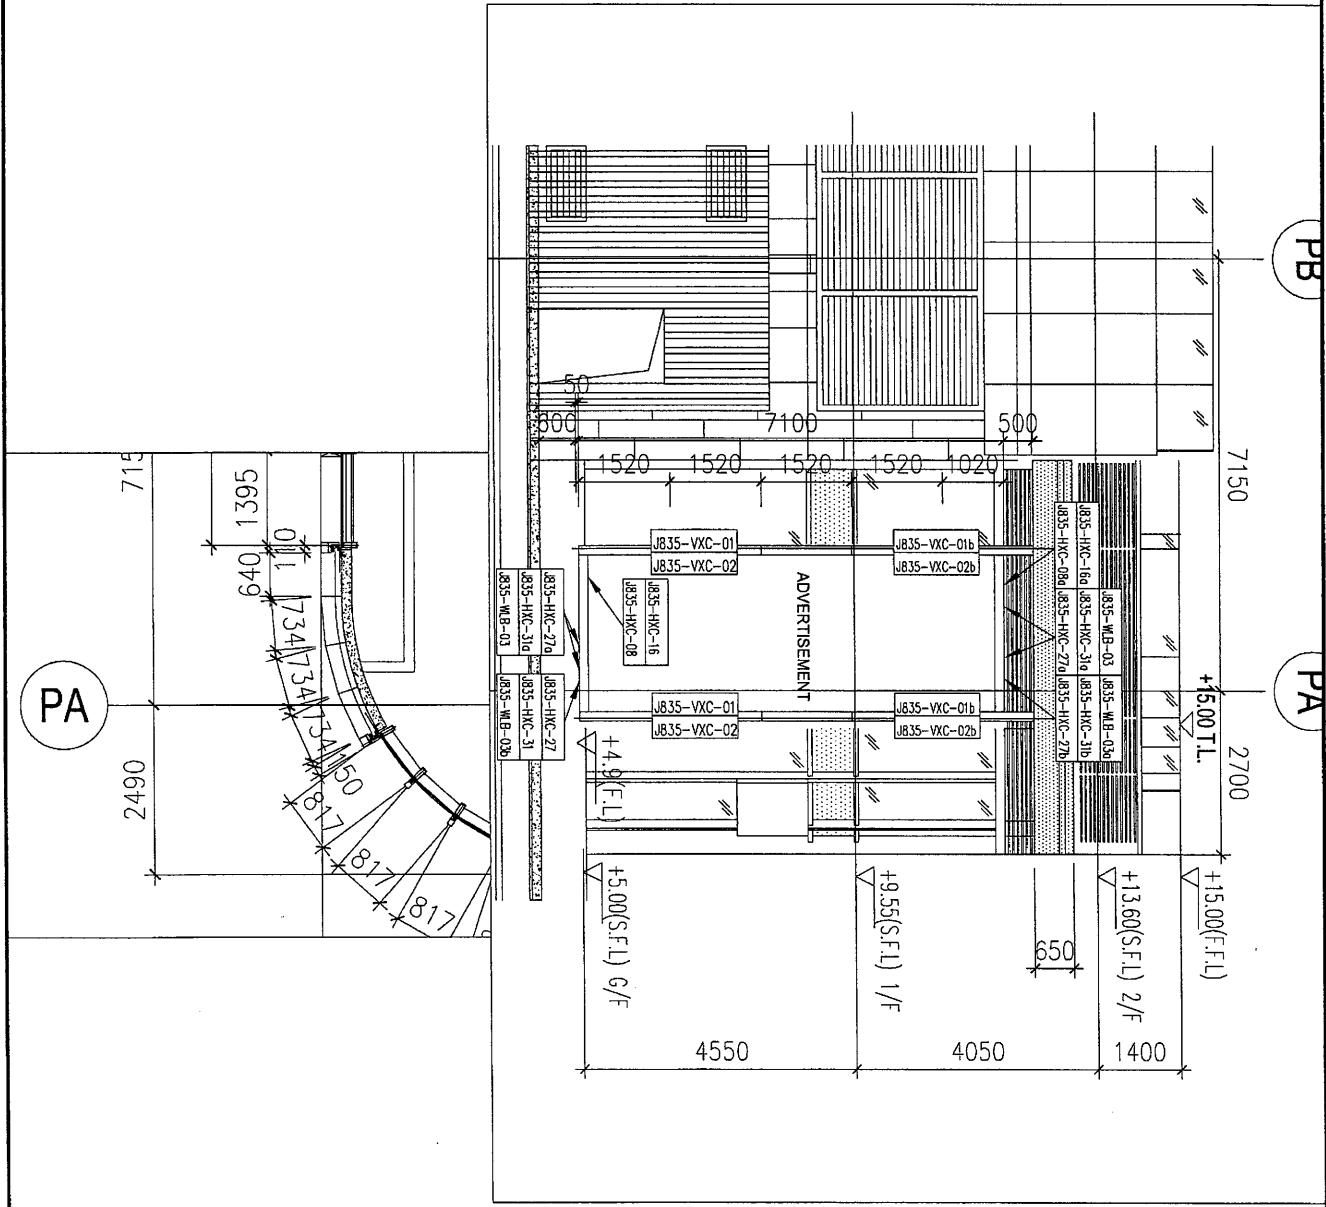 PB
PA
+15.00 T.L.
7150
2700
50
300
7100
500
1520
1520
1520
1520
1020
J835-HXC-16a
J835-HXC-08a
J835-WLB-03
J835-HXC-31a
J835-HXC-27a
J835-WLB-03a
J835-HXC-31b
J835-HXC-27b
J835-VXC-01
J835-VXC-02
J835-VXC-01b
J835-VXC-02b
ADVERTISEMENT
J835-HXC-16
J835-HXC-08
J835-HXC-27a
J835-HXC-31a
J835-WLB-03
J835-HXC-27
J835-HXC-31
J835-WLB-03b
J835-VXC-01
J835-VXC-02
J835-VXC-01b
J835-VXC-02b
+4.9(F.L)
+5.00(S.F.L) G/F
+9.55(S.F.L) 1/F
+13.60(S.F.L) 2/F
+15.00(F.F.L)
650
4550
4050
1400
715
1395
110
640
734
734
734
150
817
817
817
2490
PA